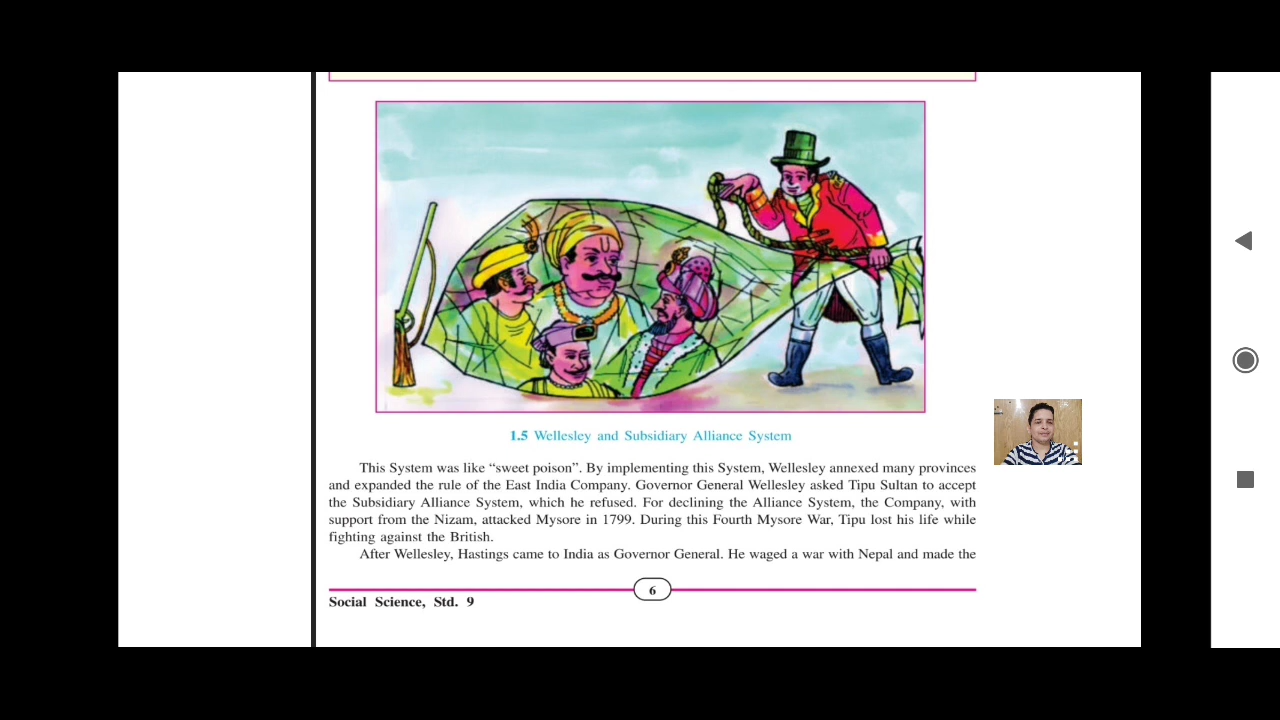 1.5 Wellesley and Subsidiary Alliance System
This System was like “sweet poison”. By implementing this System, Wellesley annexed many provinces
and expanded the rule of the East India Company. Governor General Wellesley asked Tipu Sultan to accept
the Subsidiary Alliance System, which he refused. For declining the Alliance System, the Company, with
support from the Nizam, attacked Mysore in 1799. During this Fourth Mysore War, Tipu lost his life while
fighting against the British.
After Wellesley, Hastings came to India as Governor General. He waged a war with Nepal and made the
6
Social Science, Std. 9